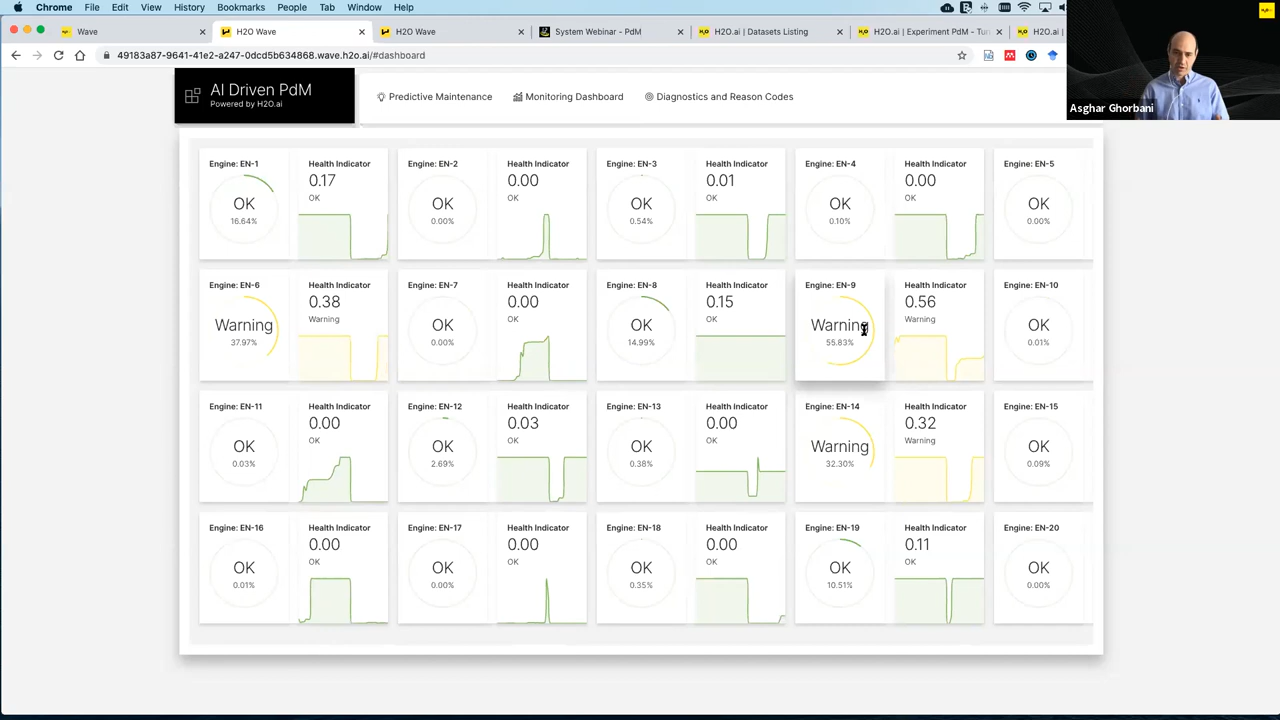 Chrome File Edit View History Bookmarks People Tab Window Help
Wave
H2O Wave
H2O Wave
System Webinar - PdM
H2O.ai | Datasets Listing
H2O.ai | Experiment PdM - Tun
H2O.ai |
49183a87-9641-41e2-a247-0dcd5b634868.wave.h2o.ai/#dashboard
Asghar Ghorbani
AI Driven PdM
Powered by H2O.ai
Predictive Maintenance
Monitoring Dashboard
Diagnostics and Reason Codes
Engine: EN-1
OK
16.64%
Health Indicator
0.17
OK
Engine: EN-2
OK
0.00%
Health Indicator
0.00
OK
Engine: EN-3
OK
0.54%
Health Indicator
0.01
OK
Engine: EN-4
OK
0.10%
Health Indicator
0.00
OK
Engine: EN-5
OK
0.00%
Engine: EN-6
Warning
37.97%
Health Indicator
0.38
Warning
Engine: EN-7
OK
0.00%
Health Indicator
0.00
OK
Engine: EN-8
OK
14.99%
Health Indicator
0.15
OK
Engine: EN-9
Warning
55.83%
Health Indicator
0.56
Warning
Engine: EN-10
OK
0.01%
Engine: EN-11
OK
0.03%
Health Indicator
0.00
OK
Engine: EN-12
OK
2.69%
Health Indicator
0.03
OK
Engine: EN-13
OK
0.38%
Health Indicator
0.00
OK
Engine: EN-14
Warning
32.30%
Health Indicator
0.32
Warning
Engine: EN-15
OK
0.09%
Engine: EN-16
OK
0.01%
Health Indicator
0.00
OK
Engine: EN-17
OK
0.00%
Health Indicator
0.00
OK
Engine: EN-18
OK
0.35%
Health Indicator
0.00
OK
Engine: EN-19
OK
10.51%
Health Indicator
0.11
OK
Engine: EN-20
OK
0.00%